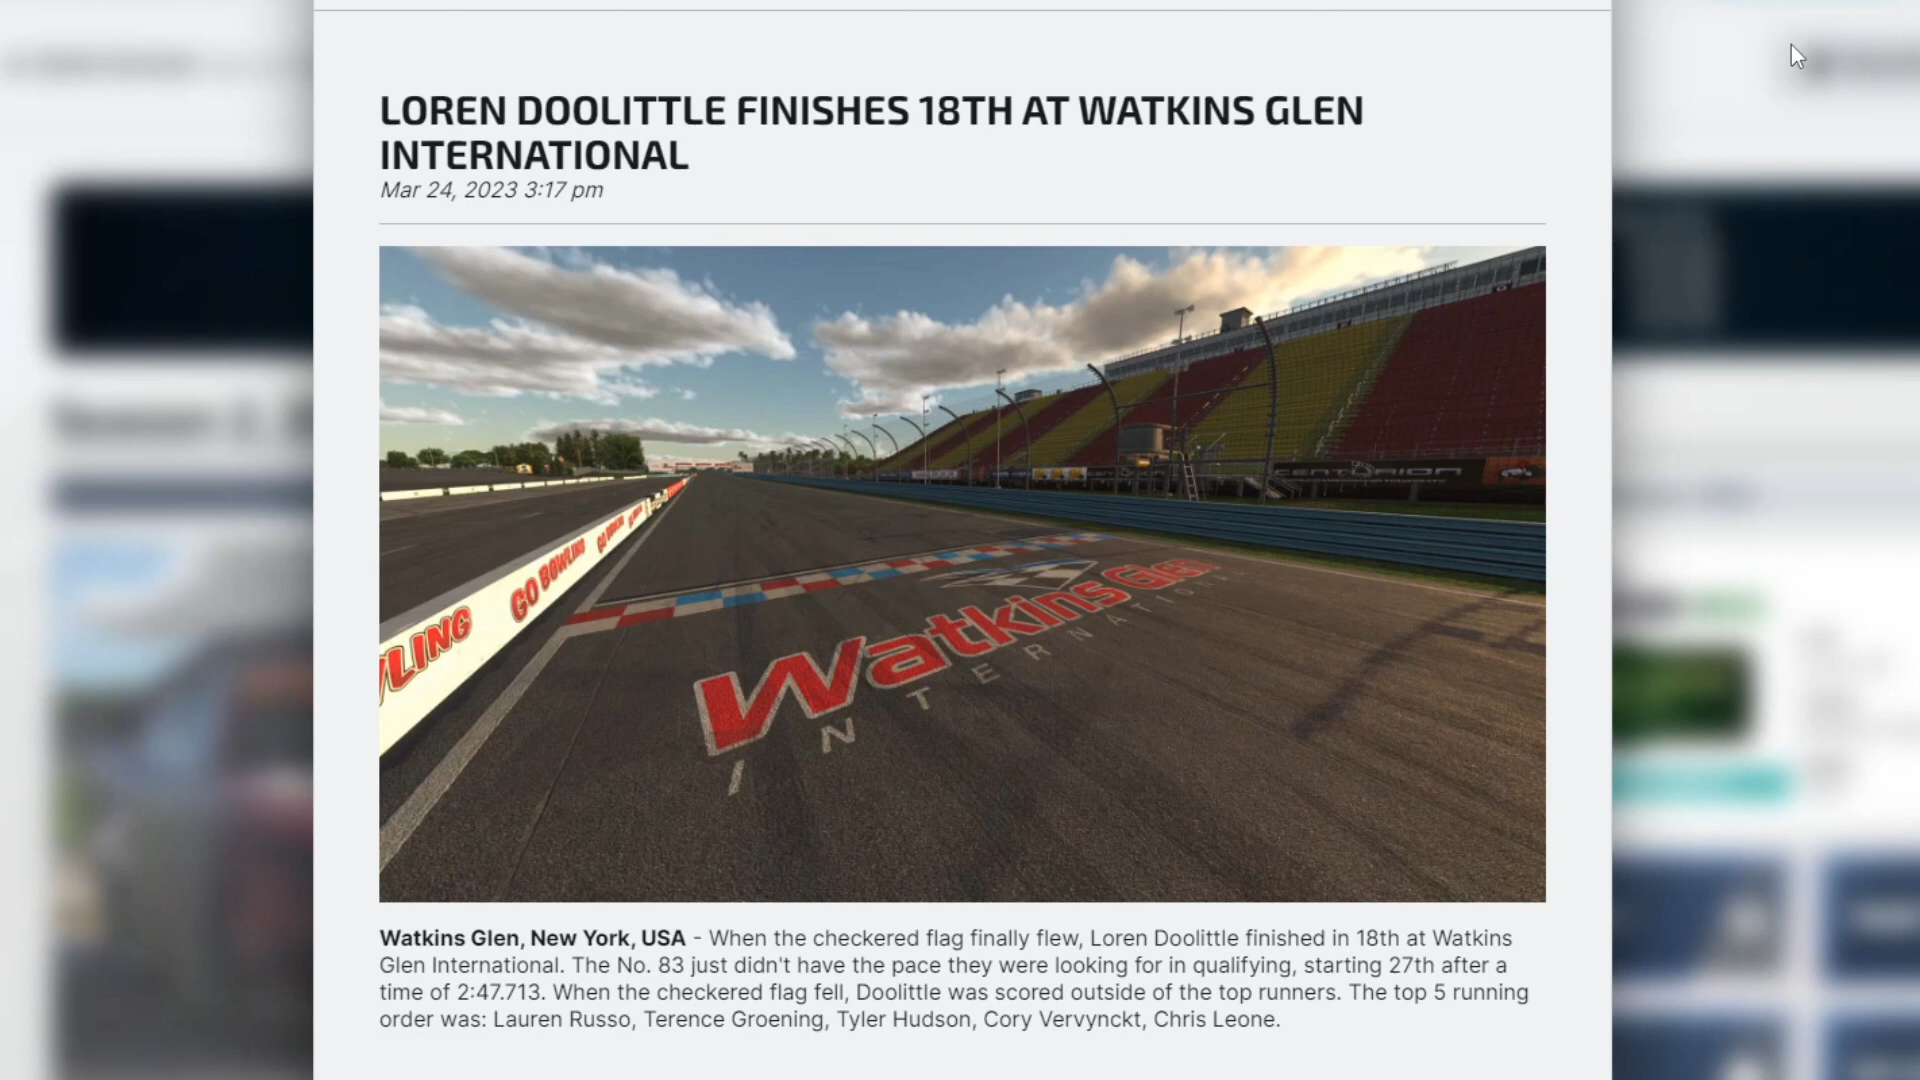 LOREN DOOLITTLE FINISHES 18TH AT WATKINS GLEN
INTERNATIONAL
Mar 24, 2023 3:17 pm
CENTURION
GO BOWLING
GO BOWLING
LING
Watkins Glen
INTERNATIONAL
Watkins Glen, New York, USA - When the checkered flag finally flew, Loren Doolittle finished in 18th at Watkins
Glen International. The No. 83 just didn't have the pace they were looking for in qualifying, starting 27th after a
time of 2:47.713. When the checkered flag fell, Doolittle was scored outside of the top runners. The top 5 running
order was: Lauren Russo, Terence Groening, Tyler Hudson, Cory Vervynckt, Chris Leone.